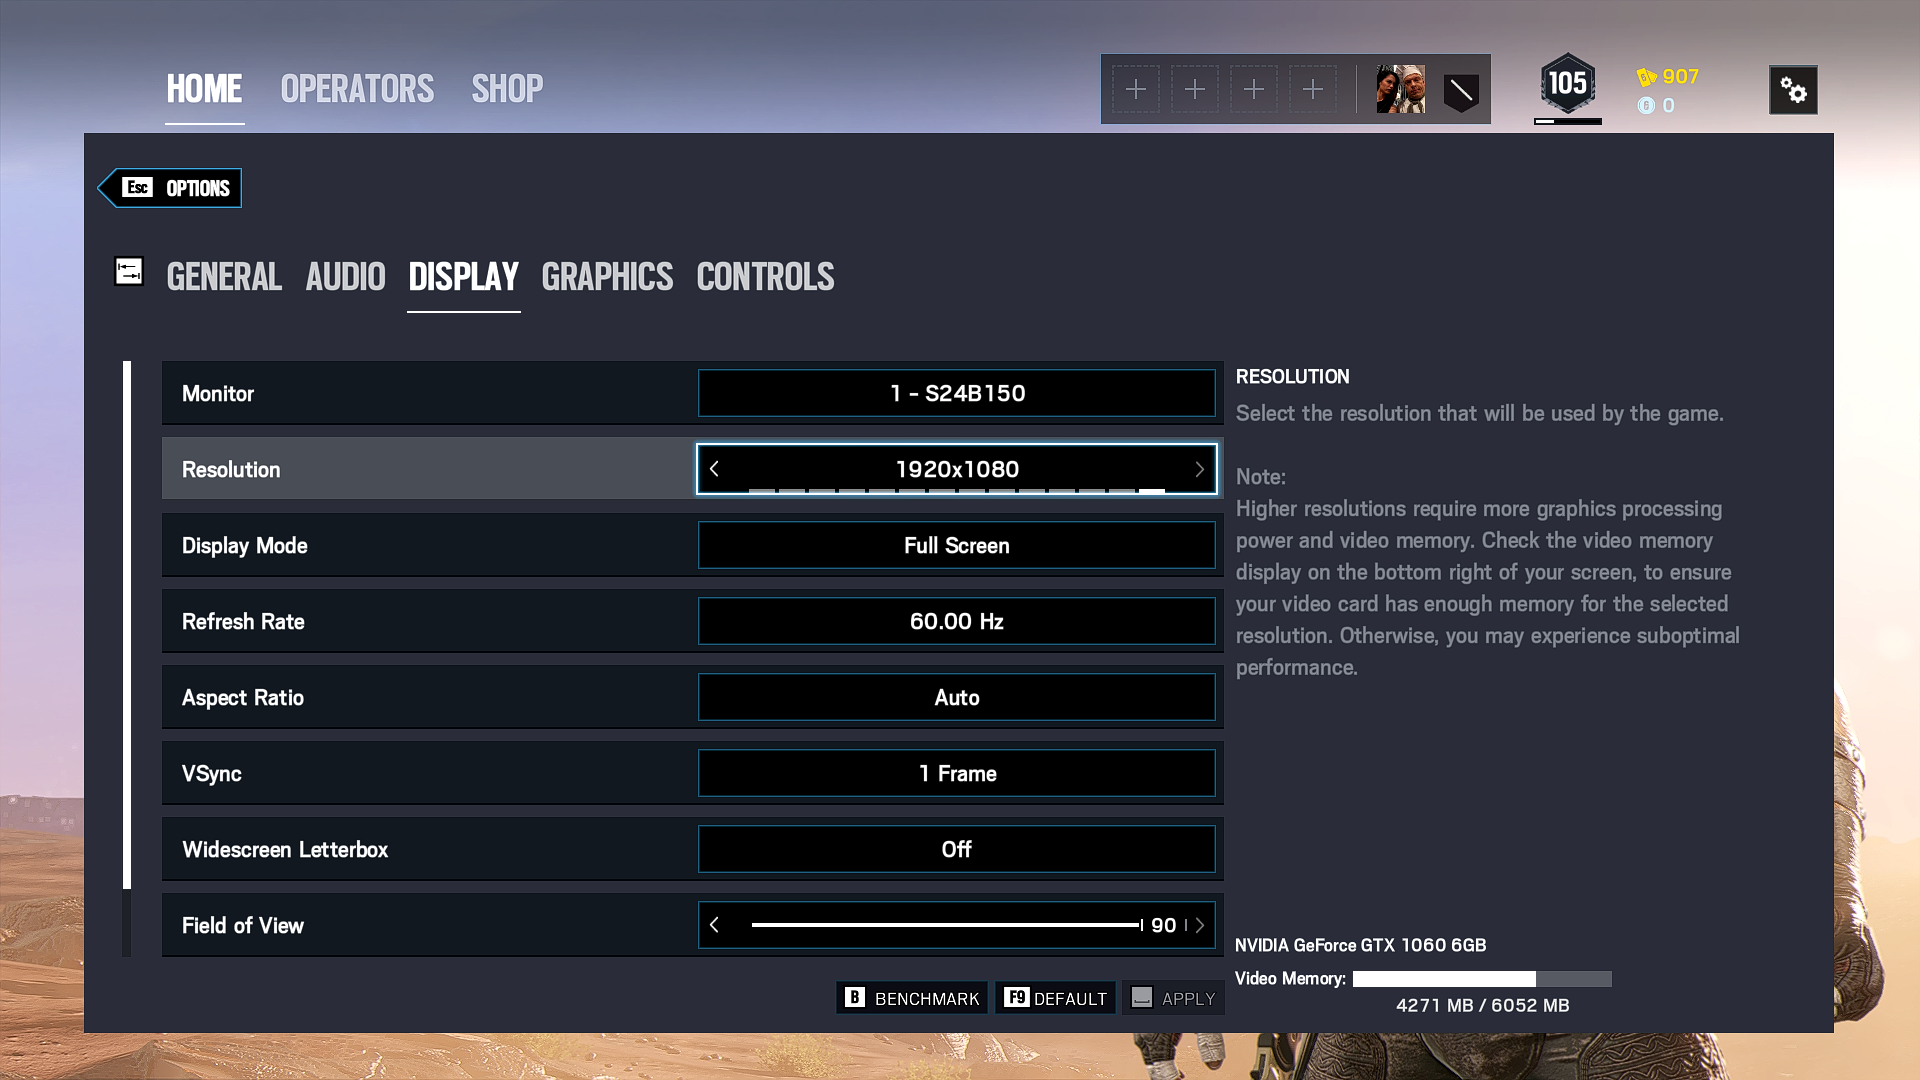 HOME OPERATORS SHOP
105
907
0
Esc OPTIONS
GENERAL AUDIO DISPLAY GRAPHICS CONTROLS
Monitor 1 - S24B150
Resolution 1920x1080
Display Mode Full Screen
Refresh Rate 60.00 Hz
Aspect Ratio Auto
VSync 1 Frame
Widescreen Letterbox Off
Field of View 90
RESOLUTION
Select the resolution that will be used by the game.
Note:
Higher resolutions require more graphics processing
power and video memory. Check the video memory
display on the bottom right of your screen, to ensure
your video card has enough memory for the selected
resolution. Otherwise, you may experience suboptimal
performance.
NVIDIA GeForce GTX 1060 6GB
Video Memory:
4271 MB / 6052 MB
B BENCHMARK F9 DEFAULT APPLY